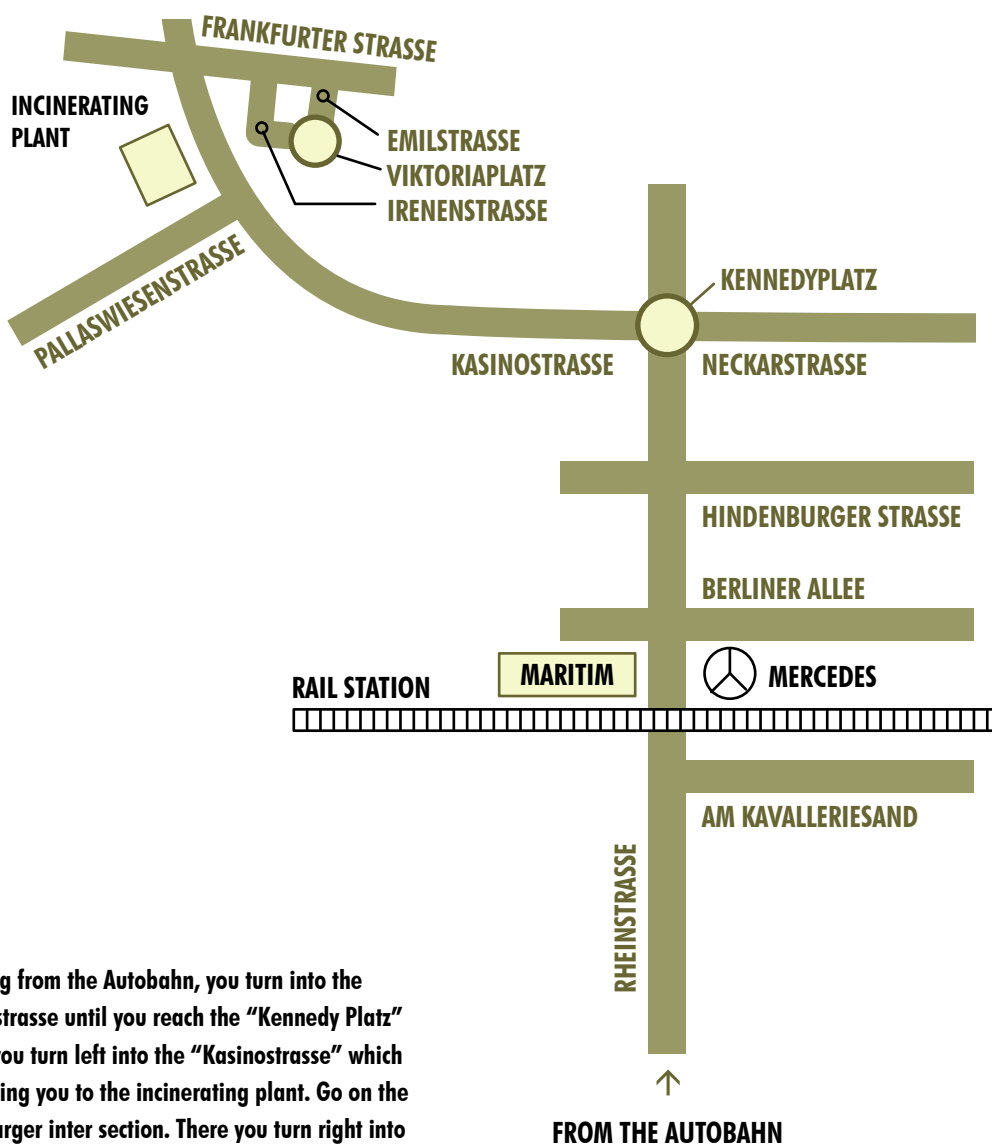 FRANKFURTER STRASSE
INCINERATING
PLANT
EMILSTRASSE
VIKTORIAPLATZ
IRENENSTRASSE
PALLASWIESENSTRASSE
KENNEDYPLATZ
KASINOSTRASSE
NECKARSTRASSE
HINDENBURGER STRASSE
BERLINER ALLEE
MARITIM
MERCEDES
RAIL STATION
AM KAVALLERIESAND
RHEINSTRASSE
g from the Autobahn, you turn into the
strasse until you reach the “Kennedy Platz”
ou turn left into the “Kasinostrasse” which
ing you to the incinerating plant. Go on the
arger inter section. There you turn right into
FROM THE AUTOBAHN